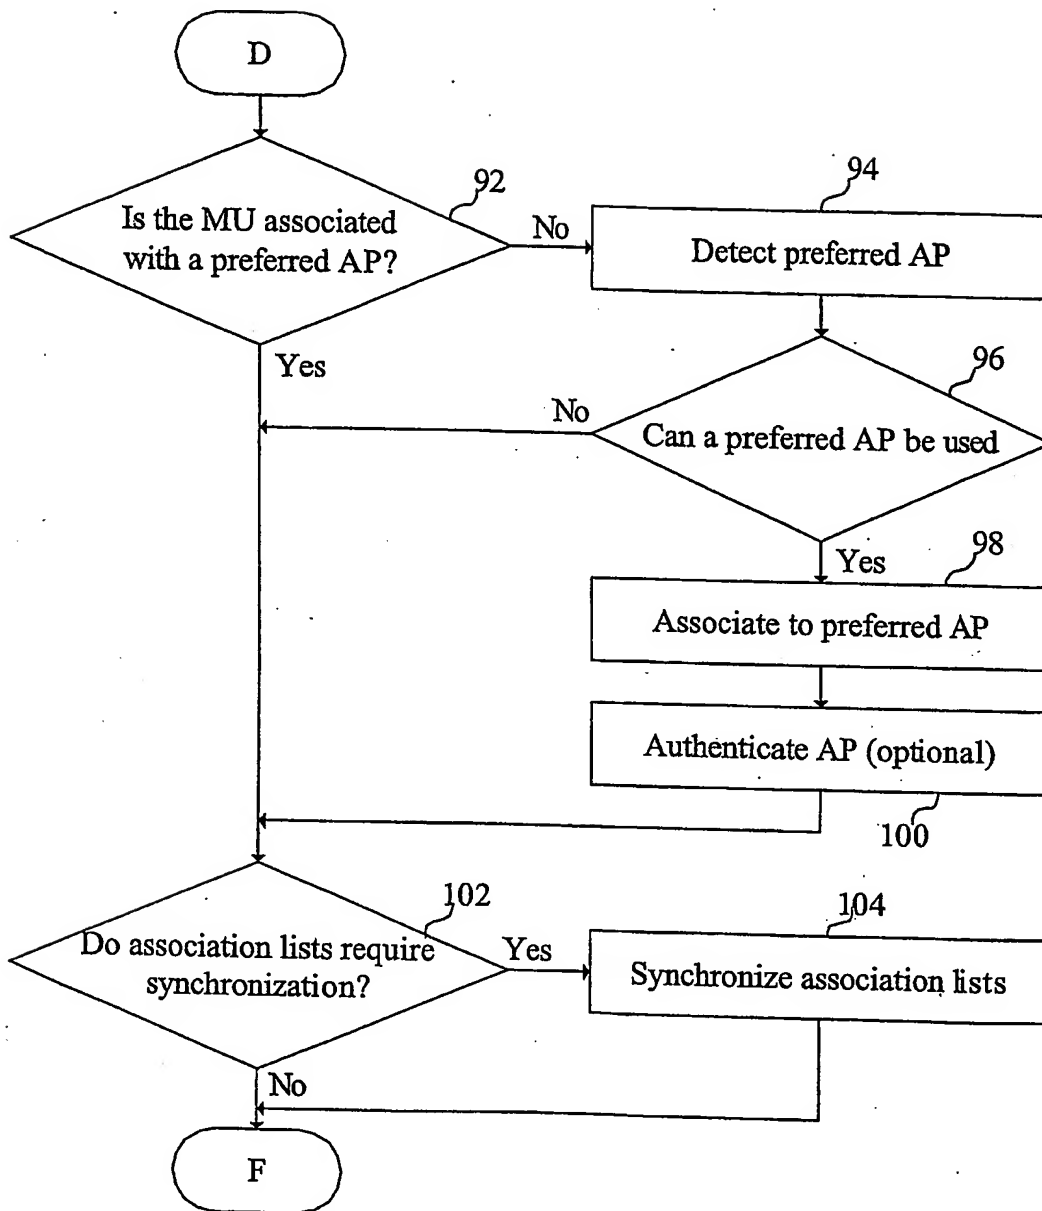 D
92
Is the MU associated
with a preferred AP?
No
94
Detect preferred AP
Yes
96
No
Can a preferred AP be used
Yes
98
Associate to preferred AP
Authenticate AP (optional)
100
102
Do association lists require
synchronization?
Yes
104
Synchronize association lists
No
F